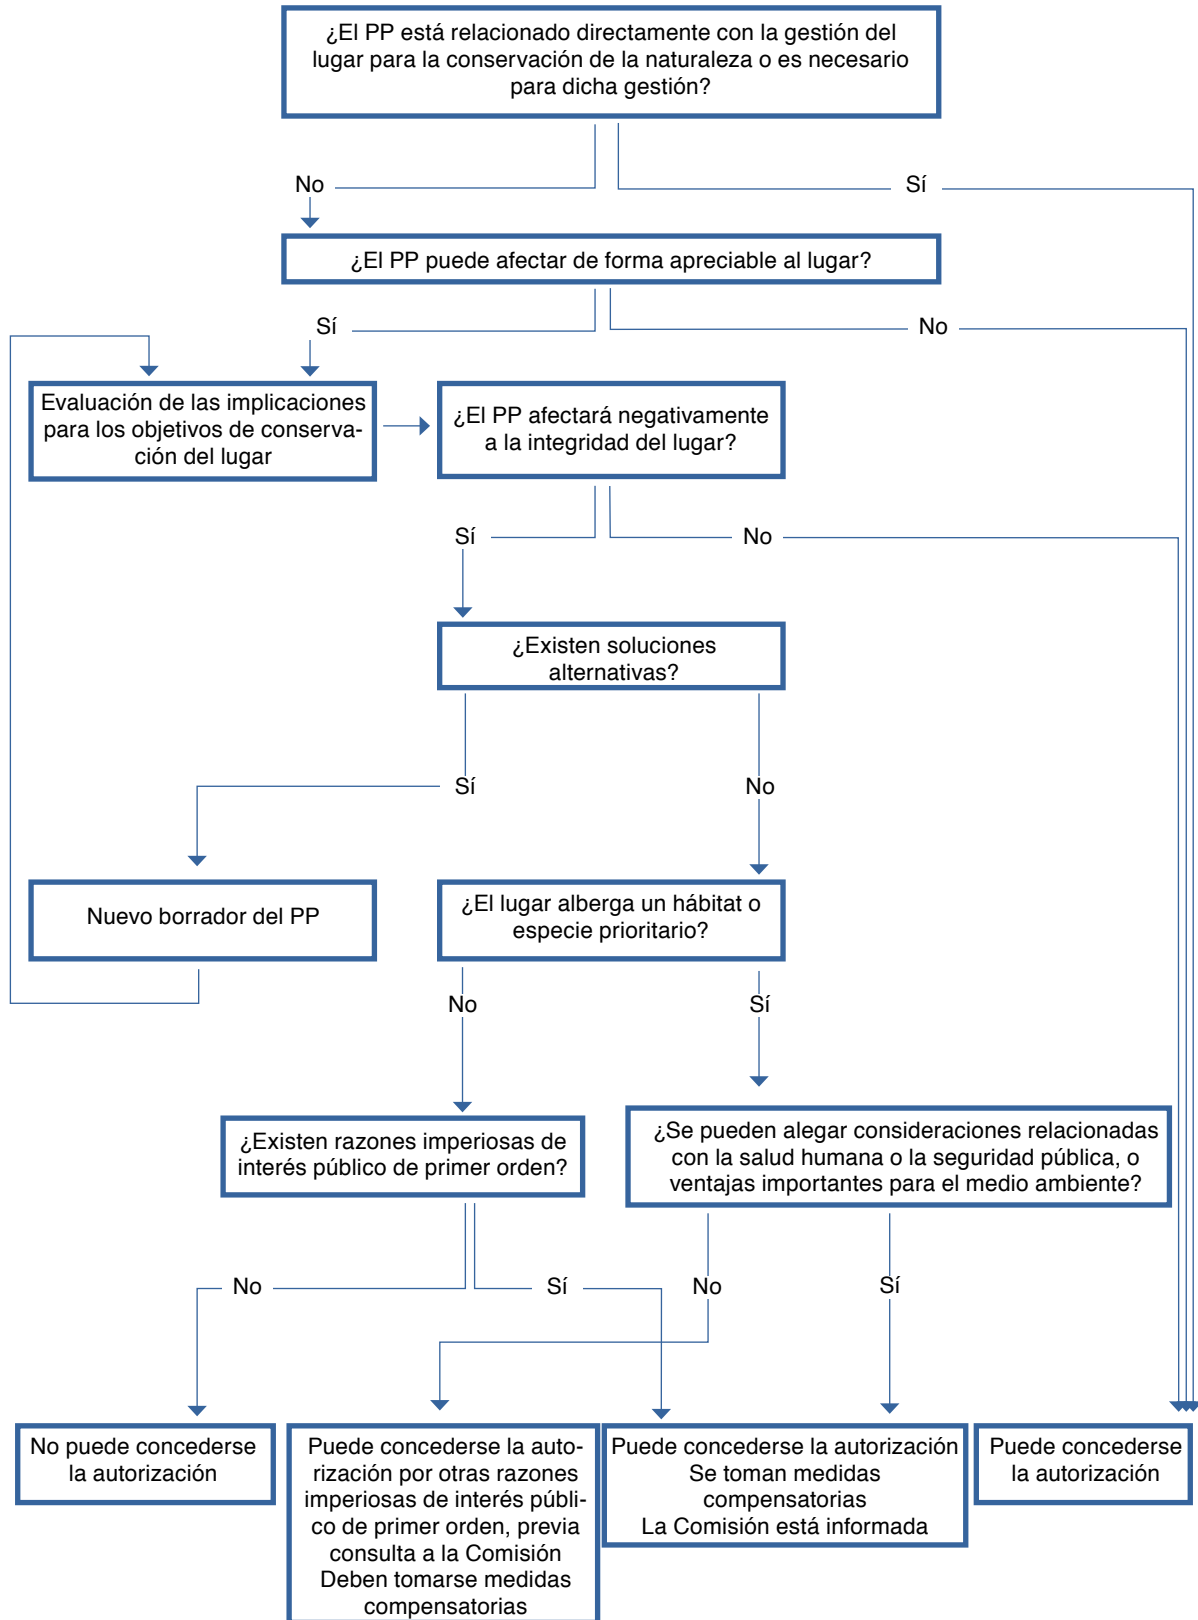 ¿El PP está relacionado directamente con la gestión del
lugar para la conservación de la naturaleza o es necesario
para dicha gestión?
No
Sí
¿El PP puede afectar de forma apreciable al lugar?
Sí
No
Evaluación de las implicaciones
para los objetivos de conserva-
ción del lugar
¿El PP afectará negativamente
a la integridad del lugar?
Sí
No
¿Existen soluciones
alternativas?
Sí
No
Nuevo borrador del PP
¿El lugar alberga un hábitat o
especie prioritario?
No
Sí
¿Existen razones imperiosas de
interés público de primer orden?
¿Se pueden alegar consideraciones relacionadas
con la salud humana o la seguridad pública, o
ventajas importantes para el medio ambiente?
No
Sí
No
Sí
No puede concederse
la autorización
Puede concederse la auto-
rización por otras razones
imperiosas de interés públi-
co de primer orden, previa
consulta a la Comisión
Deben tomarse medidas
compensatorias
Puede concederse la autorización
Se toman medidas
compensatorias
La Comisión está informada
Puede concederse
la autorización